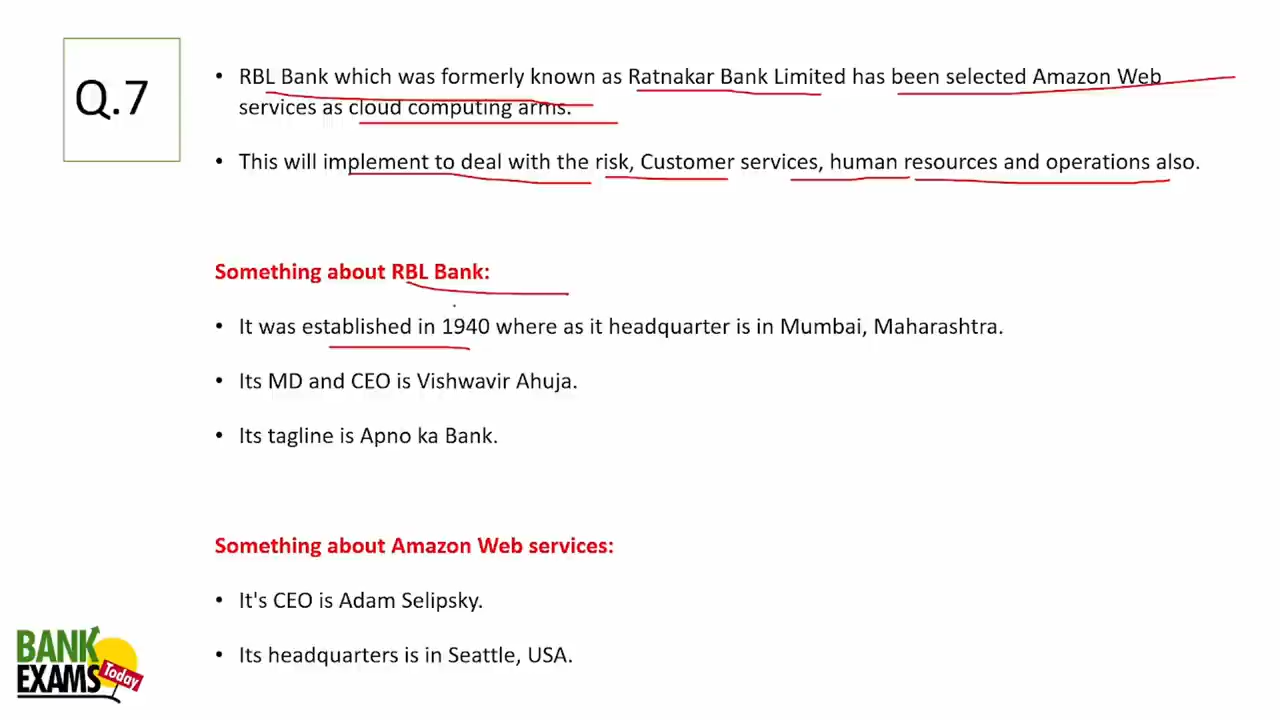 Q.7
• RBL Bank which was formerly known as Ratnakar Bank Limited has been selected Amazon Web
services as cloud computing arms.
• This will implement to deal with the risk, Customer services, human resources and operations also.
Something about RBL Bank:
• It was established in 1940 where as it headquarter is in Mumbai, Maharashtra.
• Its MD and CEO is Vishwavir Ahuja.
• Its tagline is Apno ka Bank.
Something about Amazon Web services:
• It's CEO is Adam Selipsky.
• Its headquarters is in Seattle, USA.
BANK
EXAMS
Today